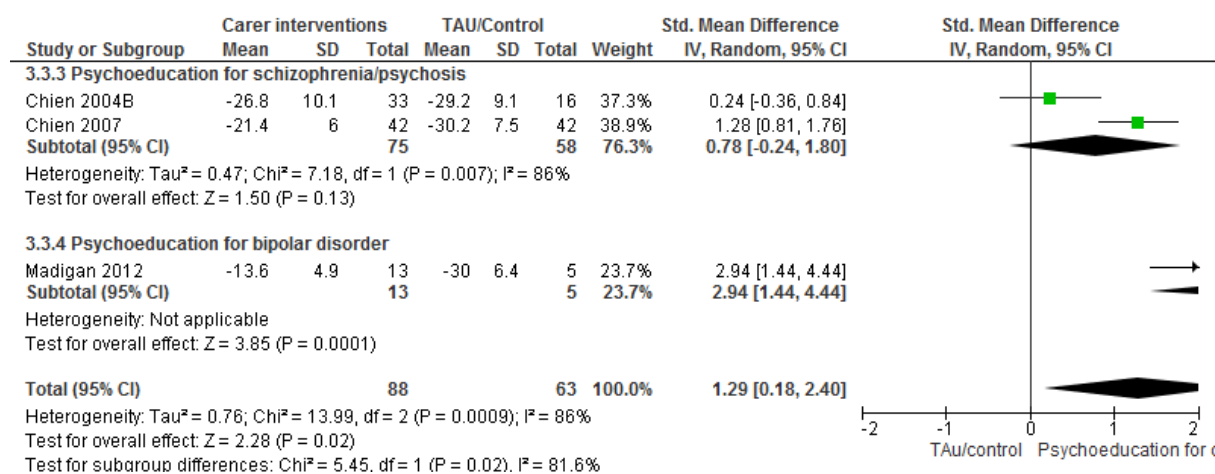 Carer interventions TAU/Control Std. Mean Difference Std. Mean Difference
Study or Subgroup Mean SD Total Mean SD Total Weight IV, Random, 95% CI IV, Random, 95% CI
3.3.3 Psychoeducation for schizophrenia/psychosis
Chien 2004B -26.8 10.1 33 -29.2 9.1 16 37.3% 0.24 [-0.36, 0.84]
Chien 2007 -21.4 6 42 -30.2 7.5 42 38.9% 1.28 [0.81, 1.76]
Subtotal (95% CI) 75 58 76.3% 0.78 [-0.24, 1.80]
Heterogeneity: Tau² = 0.47; Chi² = 7.18, df = 1 (P = 0.007); I² = 86%
Test for overall effect: Z = 1.50 (P = 0.13)
3.3.4 Psychoeducation for bipolar disorder
Madigan 2012 -13.6 4.9 13 -30 6.4 5 23.7% 2.94 [1.44, 4.44]
Subtotal (95% CI) 13 5 23.7% 2.94 [1.44, 4.44]
Heterogeneity: Not applicable
Test for overall effect: Z = 3.85 (P = 0.0001)
Total (95% CI) 88 63 100.0% 1.29 [0.18, 2.40]
Heterogeneity: Tau² = 0.76; Chi² = 13.99, df = 2 (P = 0.0009); I² = 86%
Test for overall effect: Z = 2.28 (P = 0.02)
Test for subgroup differences: Chi² = 5.45, df = 1 (P = 0.02), I² = 81.6%
-2 -1 0 1 2
TAu/control Psychoeducation for